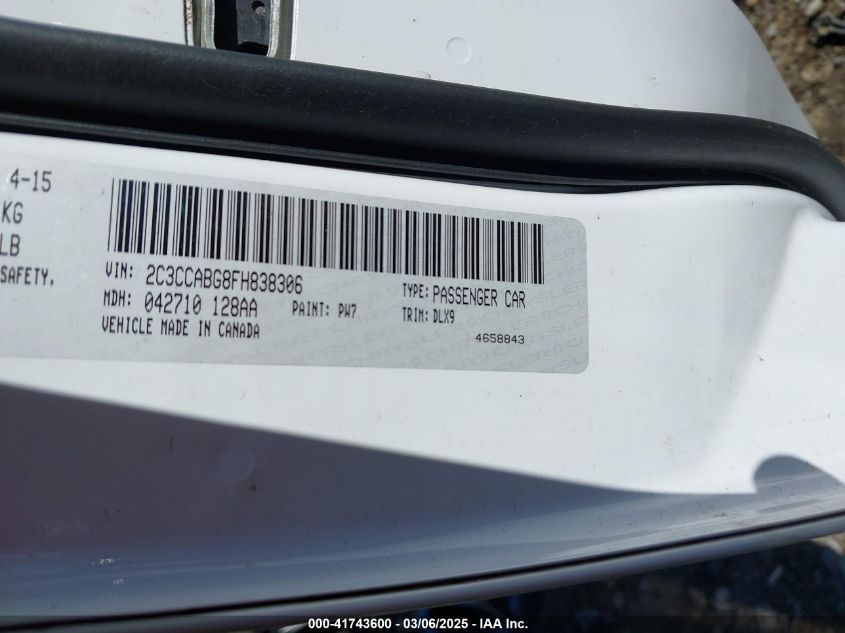 4-15
KG
LB
SAFETY,
VIN: 2C3CCABG8FH838306
TYPE: PASSENGER CAR
MDH: 042710 128AA PAINT: PW7 TRIM: DLX9
VEHICLE MADE IN CANADA
4658843
CHRYSLER
000-41743600 - 03/06/2025 - IAA Inc.